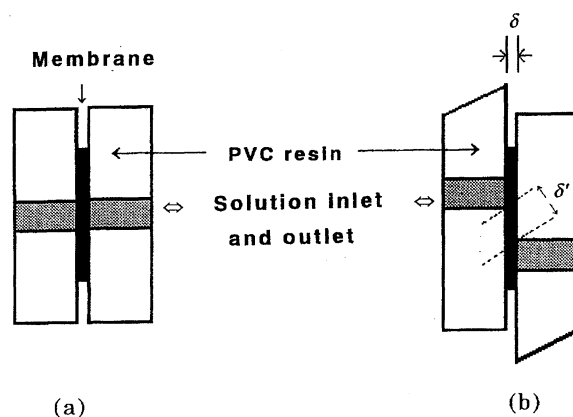 δ
Membrane
PVC resin
δ'
Solution inlet
and outlet
(a)
(b)